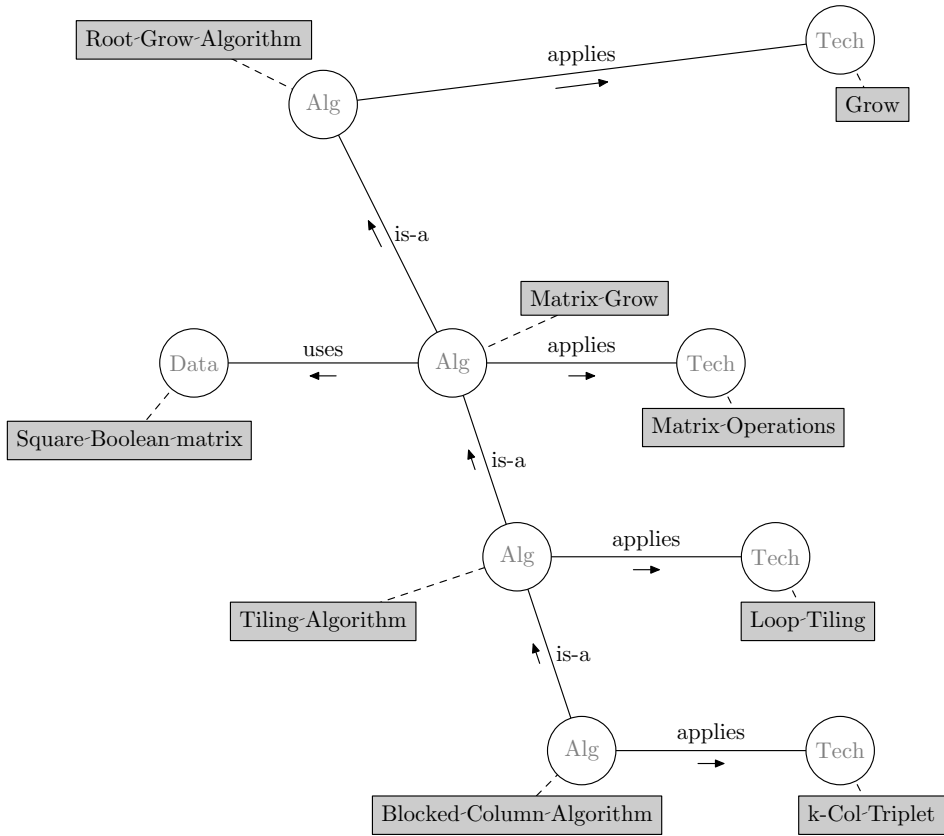 Root-Grow-Algorithm
Tech
applies
Alg
Grow
is-a
Matrix-Grow
uses
applies
Data
Alg
Tech
Square-Boolean-matrix
Matrix-Operations
is-a
applies
Alg
Tech
Tiling-Algorithm
Loop-Tiling
is-a
applies
Alg
Tech
Blocked-Column-Algorithm
k-Col-Triplet